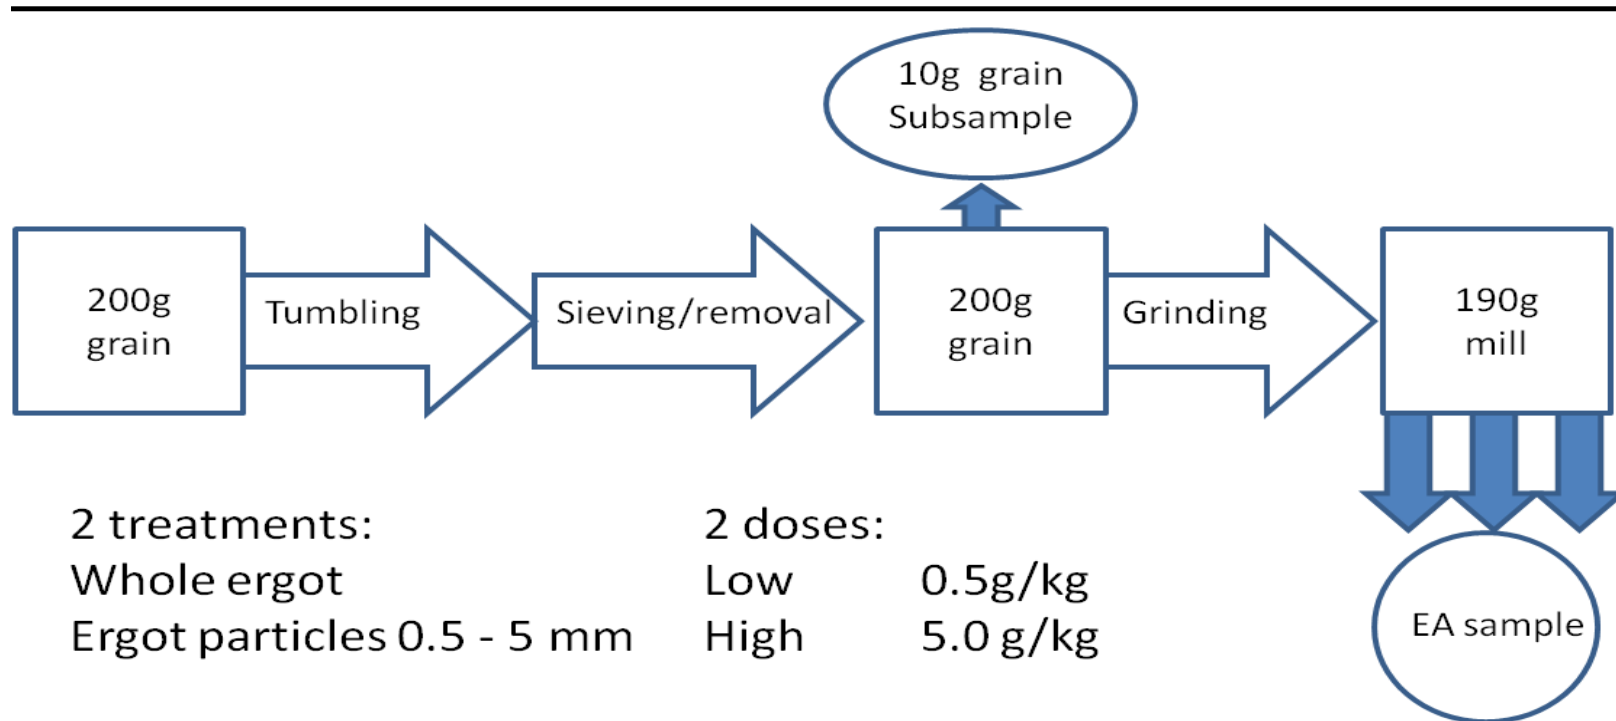 10g grain
Subsample
200g
grain
Tumbling
Sieving/removal
200g
grain
Grinding
190g
mill
2 treatments:
Whole ergot
Ergot particles 0.5 - 5 mm
2 doses:
Low 0.5g/kg
High 5.0 g/kg
EA sample